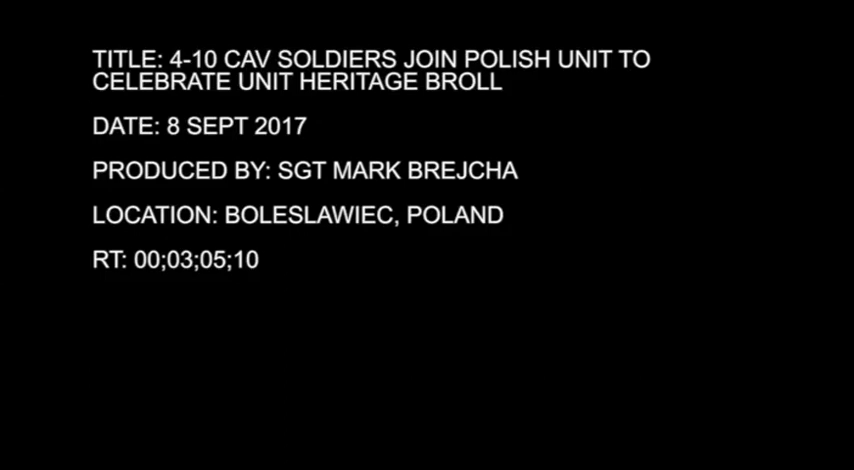 TITLE: 4-10 CAV SOLDIERS JOIN POLISH UNIT TO
CELEBRATE UNIT HERITAGE BROLL
DATE: 8 SEPT 2017
PRODUCED BY: SGT MARK BREJCHA
LOCATION: BOLESLAWIEC, POLAND
RT: 00;03;05;10